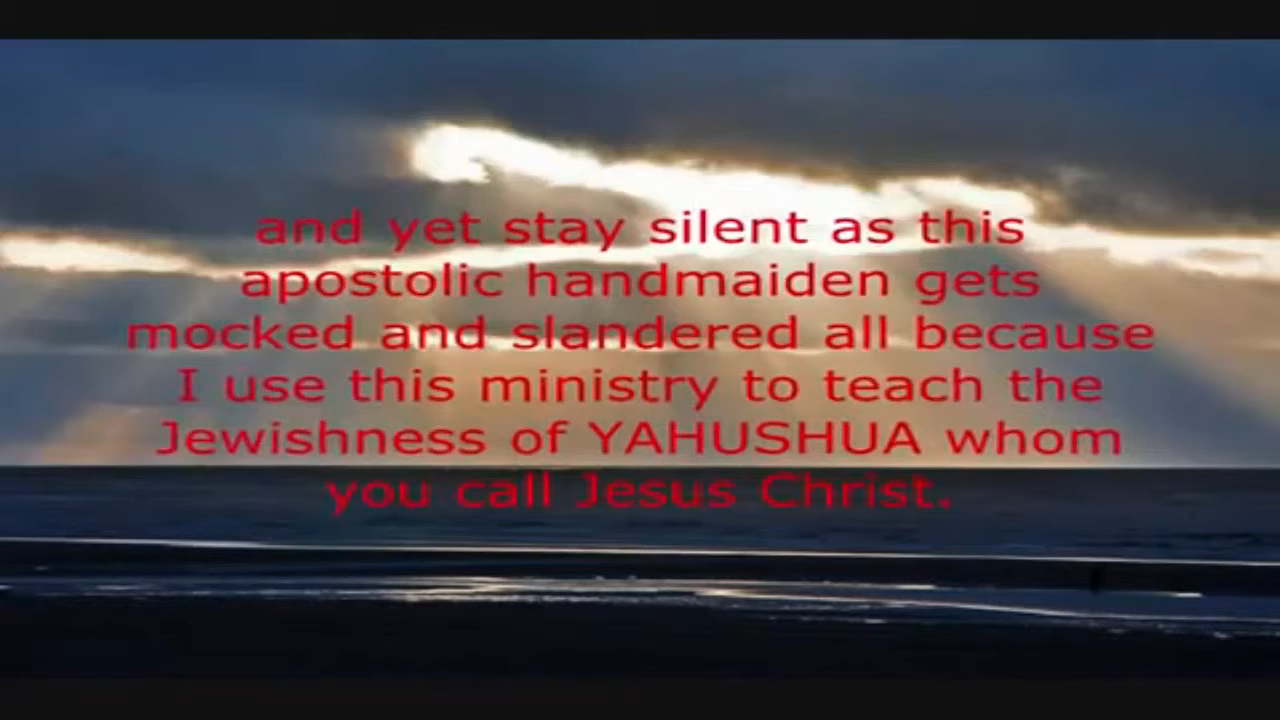 and yet stay silent as this
apostolic handmaiden gets
mocked and slandered all because
I use this ministry to teach the
Jewishness of YAHUSHUA whom
you call Jesus Christ.